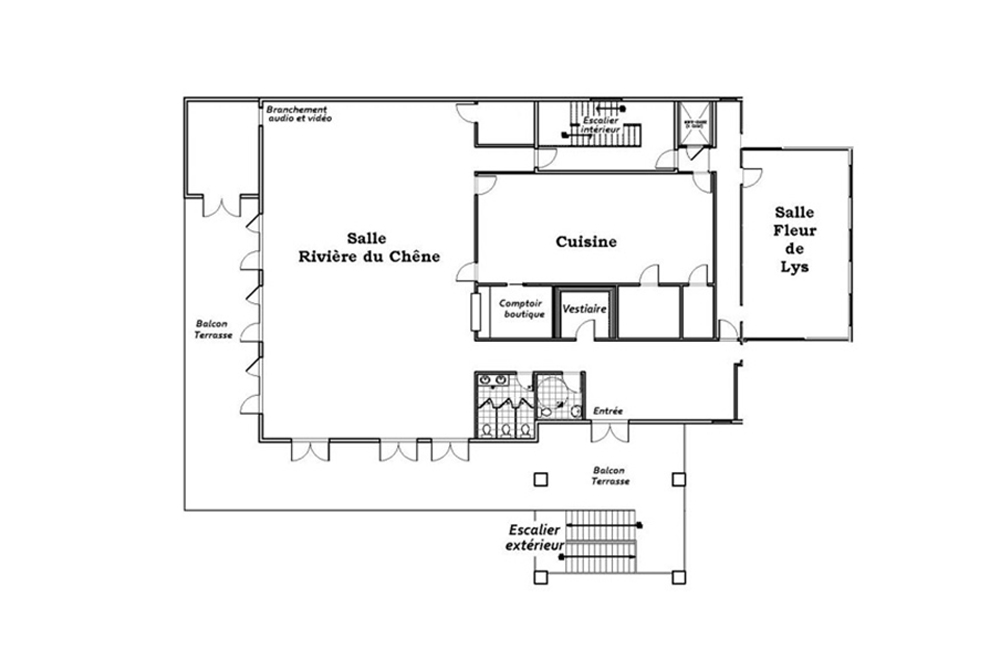 Branchement
audio et vidéo
Escalier
intérieur
Salle
Rivière du Chêne
Cuisine
Salle
Fleur
de
Lys
Balcon
Terrasse
Comptoir
boutique
Vestiaire
Entrée
Balcon
Terrasse
Escalier
extérieur